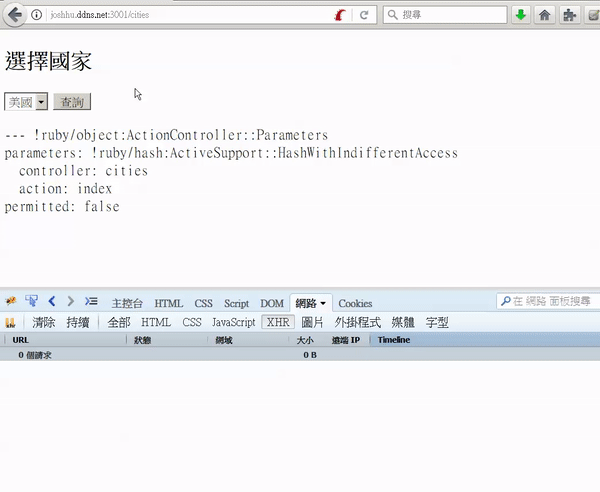 joshhu.ddns.net:3001/cities
搜尋
選擇國家
美國 查詢
--- !ruby/object:ActionController::Parameters
parameters: !ruby/hash:ActiveSupport::HashWithIndifferentAccess
  controller: cities
  action: index
permitted: false
主控台 HTML CSS Script DOM 網路 Cookies 在 網路 面板搜尋
清除 持續 全部 HTML CSS JavaScript XHR 圖片 外掛程式 媒體 字型
URL 狀態 網域 大小 遠端 IP Timeline
0 個請求 0 B